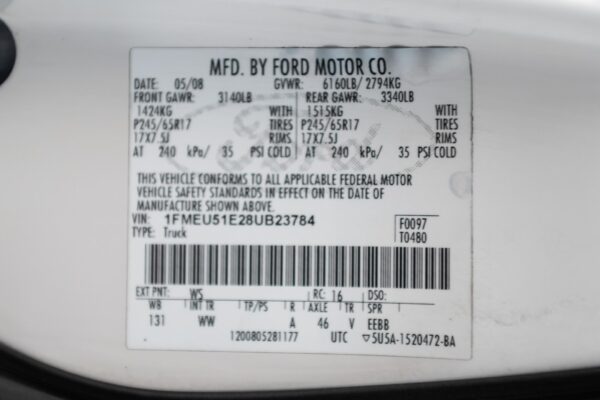 MFD. BY FORD MOTOR CO.
DATE: 05/08 GVWR: 6160LB/ 2794KG
FRONT GAWR: 3140LB REAR GAWR: 3340LB
1424KG WITH 1515KG WITH
P245/65R17 TIRES P245/65R17 TIRES
17X7.5J RIMS 17X7.5J RIMS
AT 240 kPa/ 35 PSI COLD AT 240 kPa/ 35 PSI COLD
THIS VEHICLE CONFORMS TO ALL APPLICABLE FEDERAL MOTOR
VEHICLE SAFETY STANDARDS IN EFFECT ON THE DATE OF
MANUFACTURE SHOWN ABOVE.
VIN: 1FMEU51E28UB23784 F0097
TYPE: Truck T0480
EXT PNT: WS RC: 16 DSO:
WB INT TR TP/PS R AXLE TR SPR
131 WW A 46 V EEBB
1200805281177 UTC ▽5U5A-1520472-BA